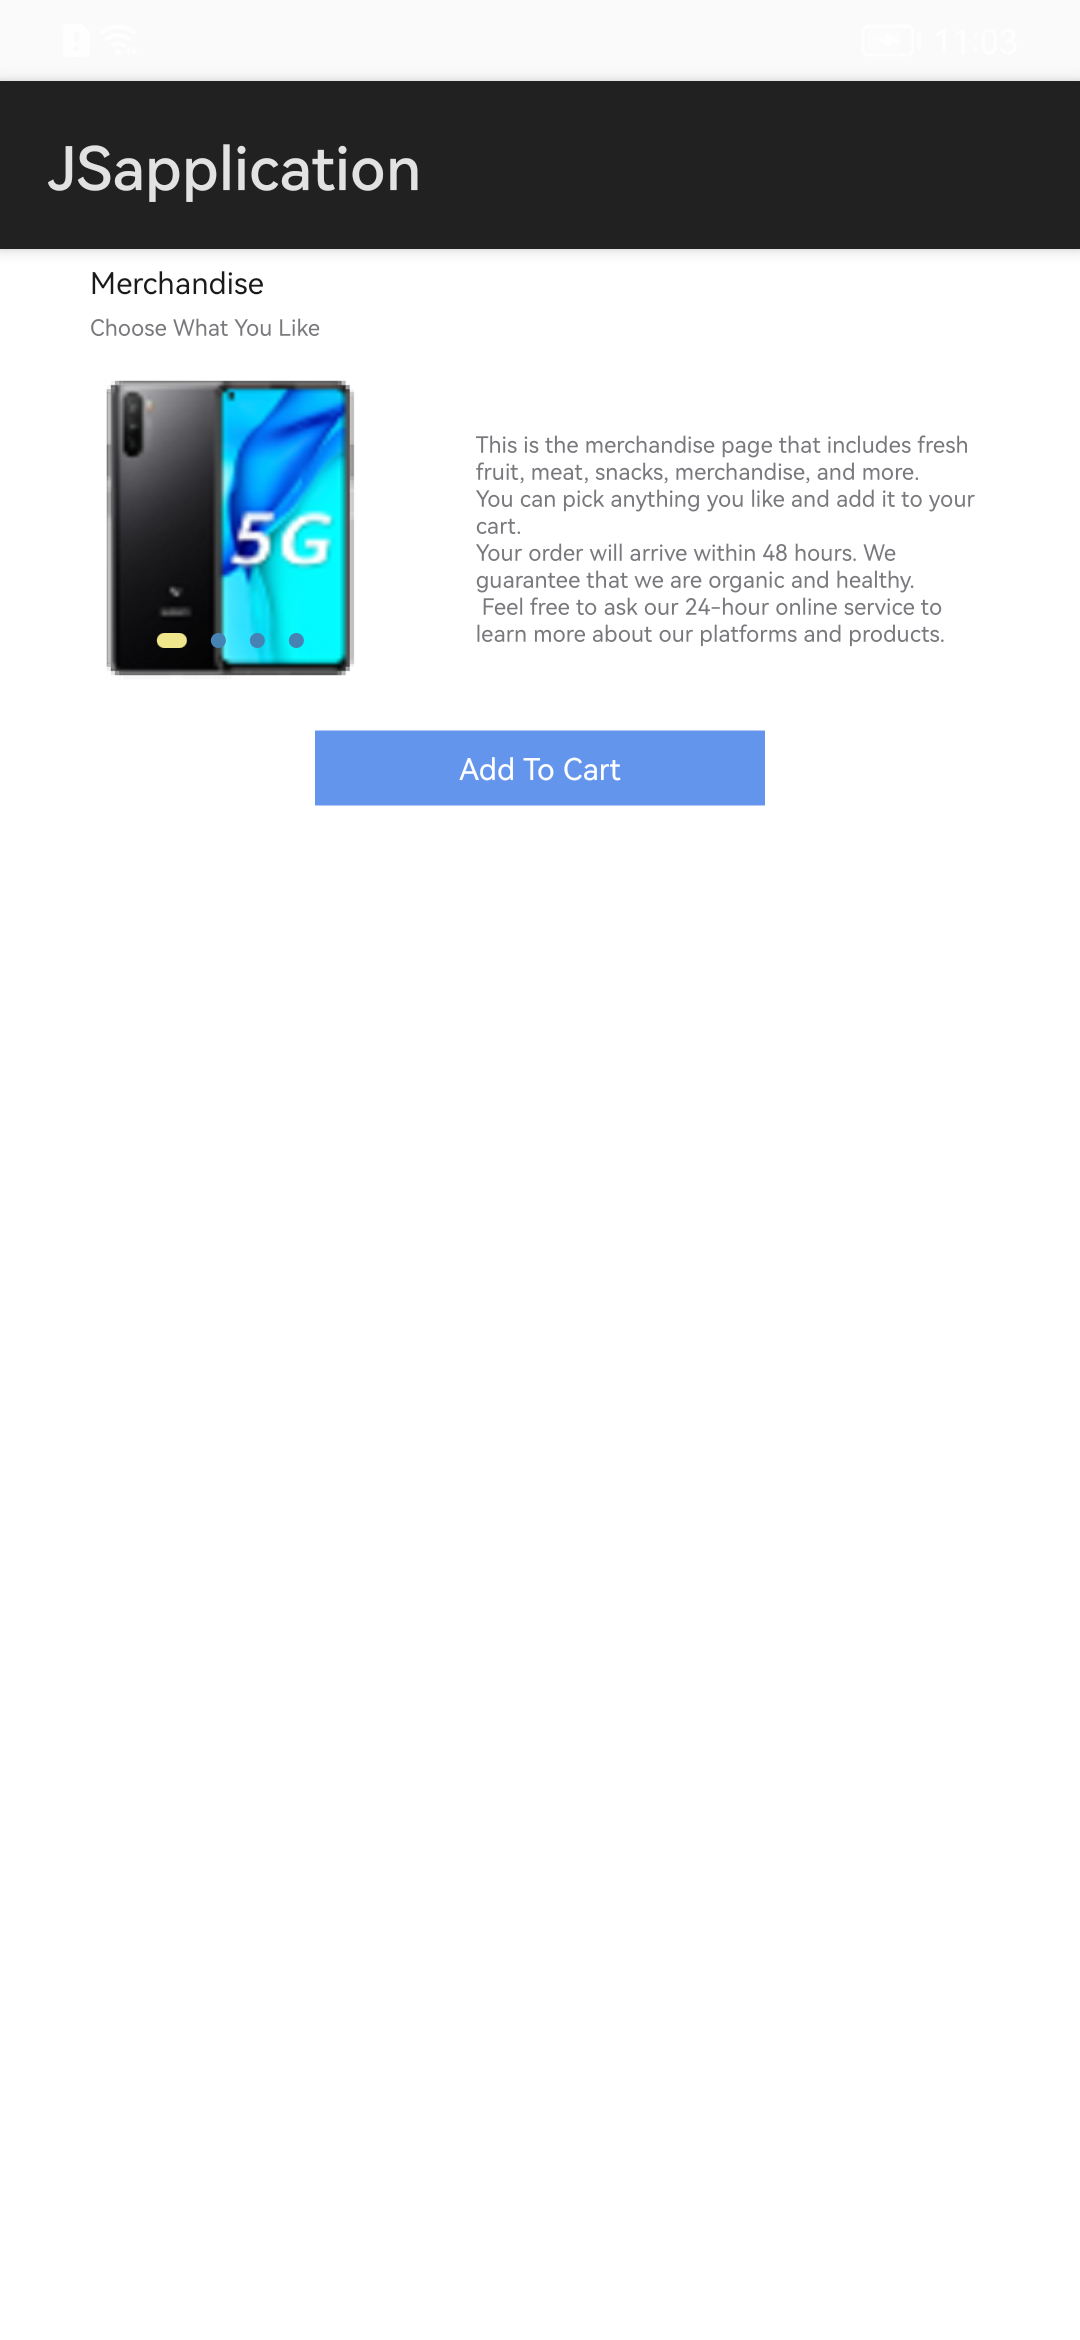 11:03
JSapplication
Merchandise
Choose What You Like
5G
This is the merchandise page that includes fresh
fruit, meat, snacks, merchandise, and more.
You can pick anything you like and add it to your
cart.
Your order will arrive within 48 hours. We
guarantee that we are organic and healthy.
Feel free to ask our 24-hour online service to
learn more about our platforms and products.
Add To Cart